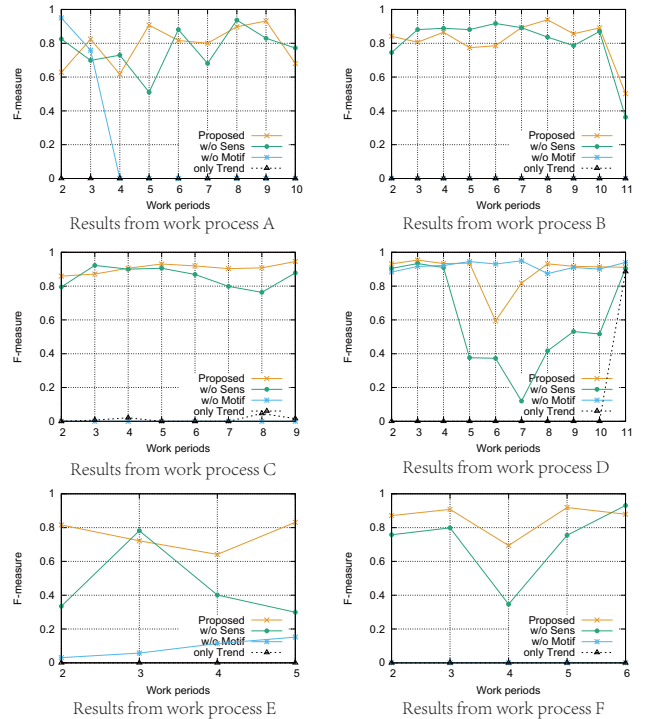 1
0.8
0.6
0.4
0.2
0
F-measure
Proposed
w/o Sens
w/o Motif
only Trend
2 3 4 5 6 7 8 9 10
Work periods
Results from work process A
1
0.8
0.6
0.4
0.2
0
F-measure
Proposed
w/o Sens
w/o Motif
only Trend
2 3 4 5 6 7 8 9 10 11
Work periods
Results from work process B
1
0.8
0.6
0.4
0.2
0
F-measure
Proposed
w/o Sens
w/o Motif
only Trend
2 3 4 5 6 7 8 9
Work periods
Results from work process C
1
0.8
0.6
0.4
0.2
0
F-measure
Proposed
w/o Sens
w/o Motif
only Trend
2 3 4 5 6 7 8 9 10 11
Work periods
Results from work process D
1
0.8
0.6
0.4
0.2
0
F-measure
Proposed
w/o Sens
w/o Motif
only Trend
2 3 4 5
Work periods
Results from work process E
1
0.8
0.6
0.4
0.2
0
F-measure
Proposed
w/o Sens
w/o Motif
only Trend
2 3 4 5 6
Work periods
Results from work process F